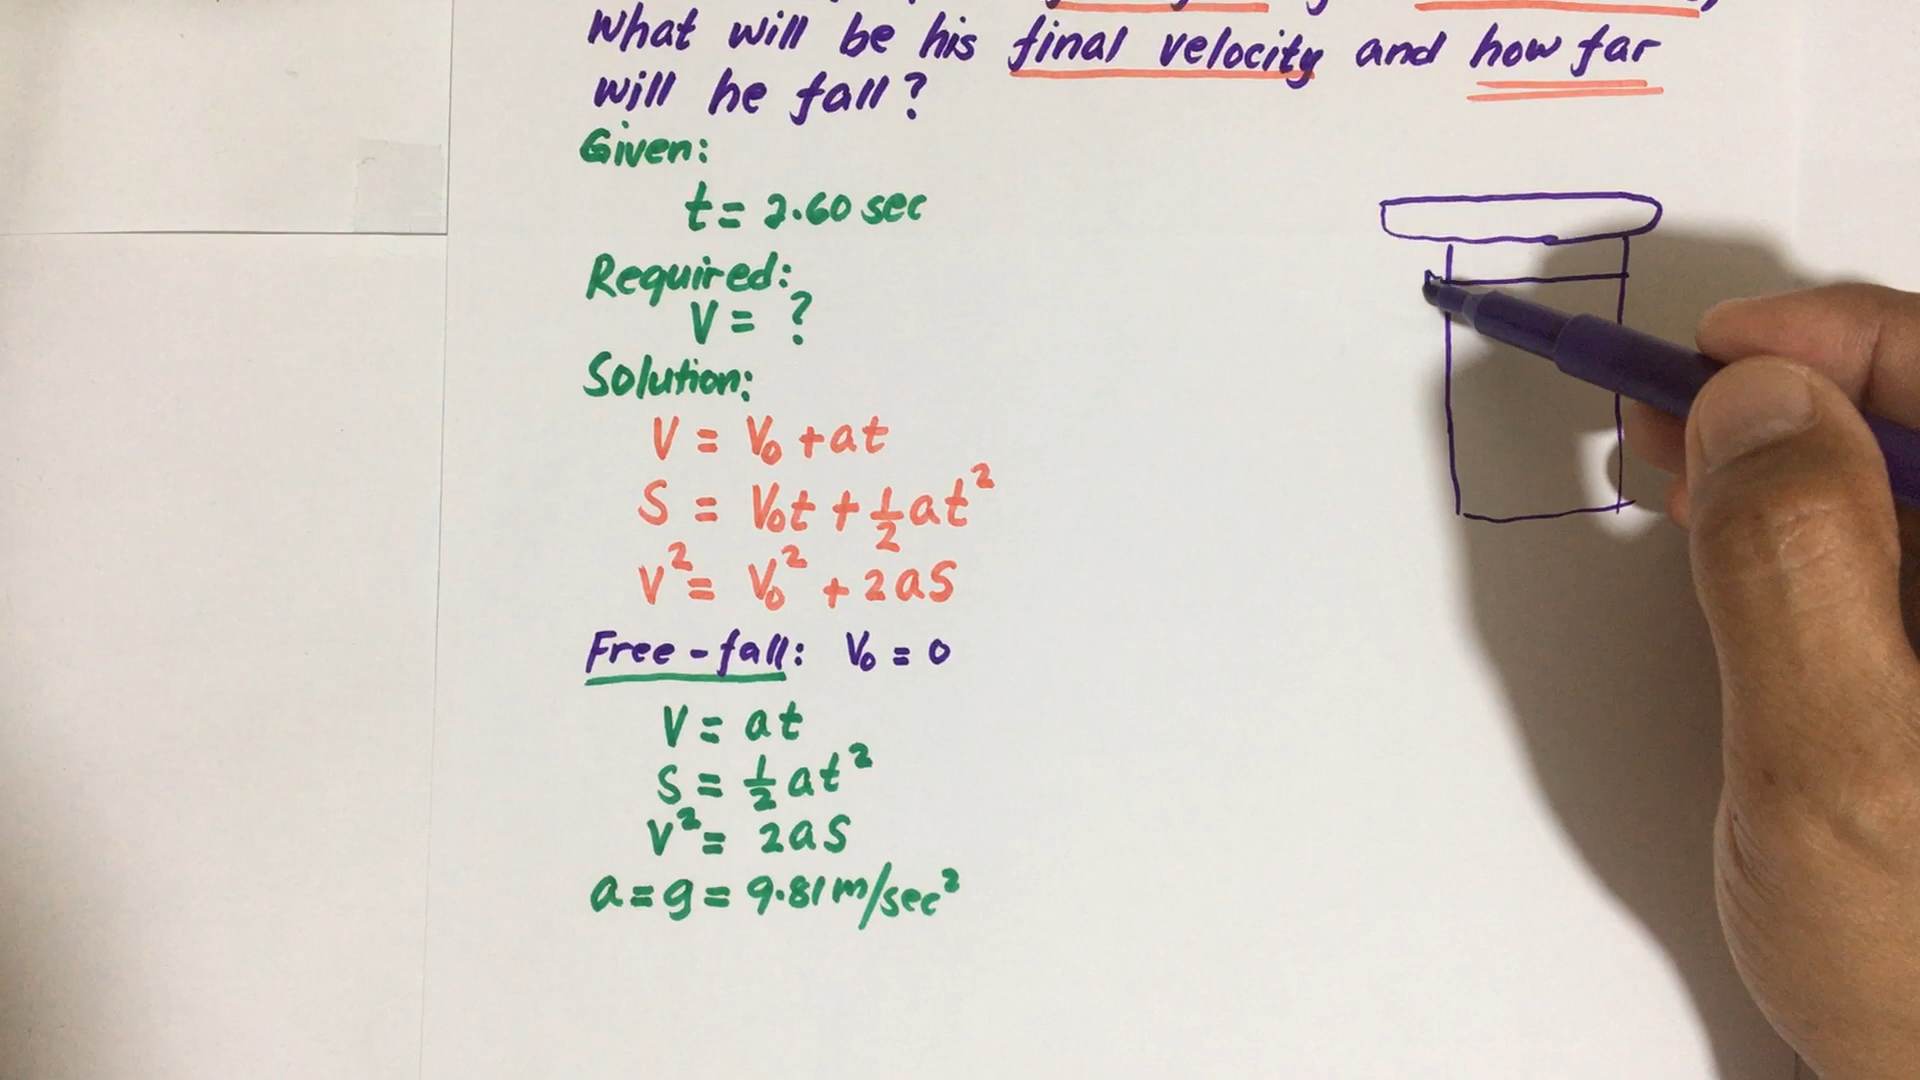 What will be his final velocity and how far
will he fall?
Given:
t = 2.60 sec
Required:
V = ?
Solution:
V = V₀ + at
S = V₀t + ½at²
V² = V₀² + 2aS
Free-fall: V₀ = 0
V = at
S = ½at²
V² = 2aS
a = g = 9.81m/sec²